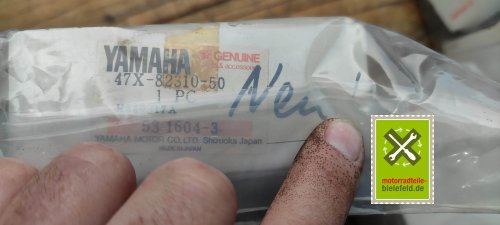 YAMAHA GENUINE
& accessories
47X-82310-50
1 PC
53 1604-3
YAMAHA MOTOR CO., LTD. Shizuoka Japan
MADE IN JAPAN
Neu
motorradteile-
bielefeld.de